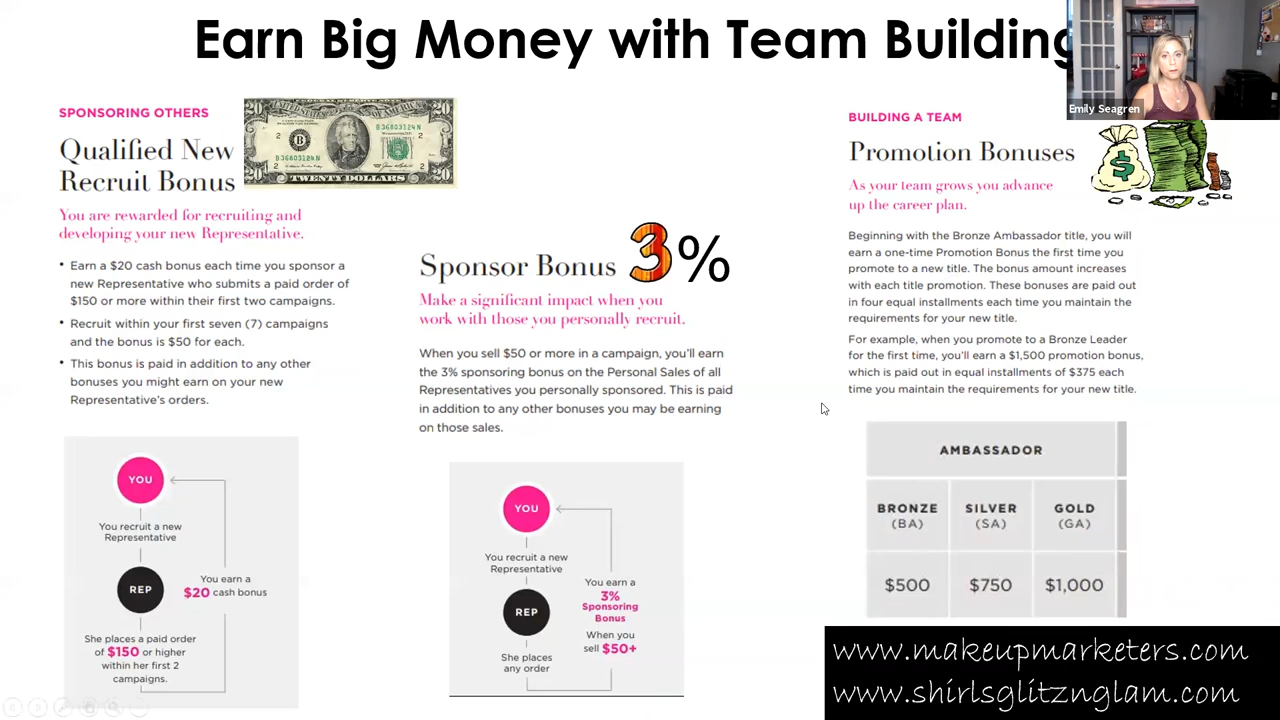 Earn Big Money with Team Building
Emily Seagren
SPONSORING OTHERS
Qualified New
Recruit Bonus
You are rewarded for recruiting and
developing your new Representative.
• Earn a $20 cash bonus each time you sponsor a
new Representative who submits a paid order of
$150 or more within their first two campaigns.
• Recruit within your first seven (7) campaigns
and the bonus is $50 for each.
• This bonus is paid in addition to any other
bonuses you might earn on your new
Representative's orders.
YOU
You recruit a new
Representative
REP
You earn a
$20 cash bonus
She places a paid order
of $150 or higher
within her first 2
campaigns.
20
20
B 36803124 N
B
B 36803124 N
TWENTY DOLLARS
20
20
Sponsor Bonus 3%
Make a significant impact when you
work with those you personally recruit.
When you sell $50 or more in a campaign, you'll earn
the 3% sponsoring bonus on the Personal Sales of all
Representatives you personally sponsored. This is paid
in addition to any other bonuses you may be earning
on those sales.
YOU
You recruit a new
Representative
REP
You earn a
3%
Sponsoring
Bonus
When you
sell $50+
She places
any order
BUILDING A TEAM
Promotion Bonuses
$
As your team grows you advance
up the career plan.
Beginning with the Bronze Ambassador title, you will
earn a one-time Promotion Bonus the first time you
promote to a new title. The bonus amount increases
with each title promotion. These bonuses are paid out
in four equal installments each time you maintain the
requirements for your new title.
For example, when you promote to a Bronze Leader
for the first time, you'll earn a $1,500 promotion bonus,
which is paid out in equal installments of $375 each
time you maintain the requirements for your new title.
AMBASSADOR
BRONZE SILVER GOLD
(BA) (SA) (GA)
$500 $750 $1,000
www.makeupmarketers.com
www.shirlsglitznglam.com